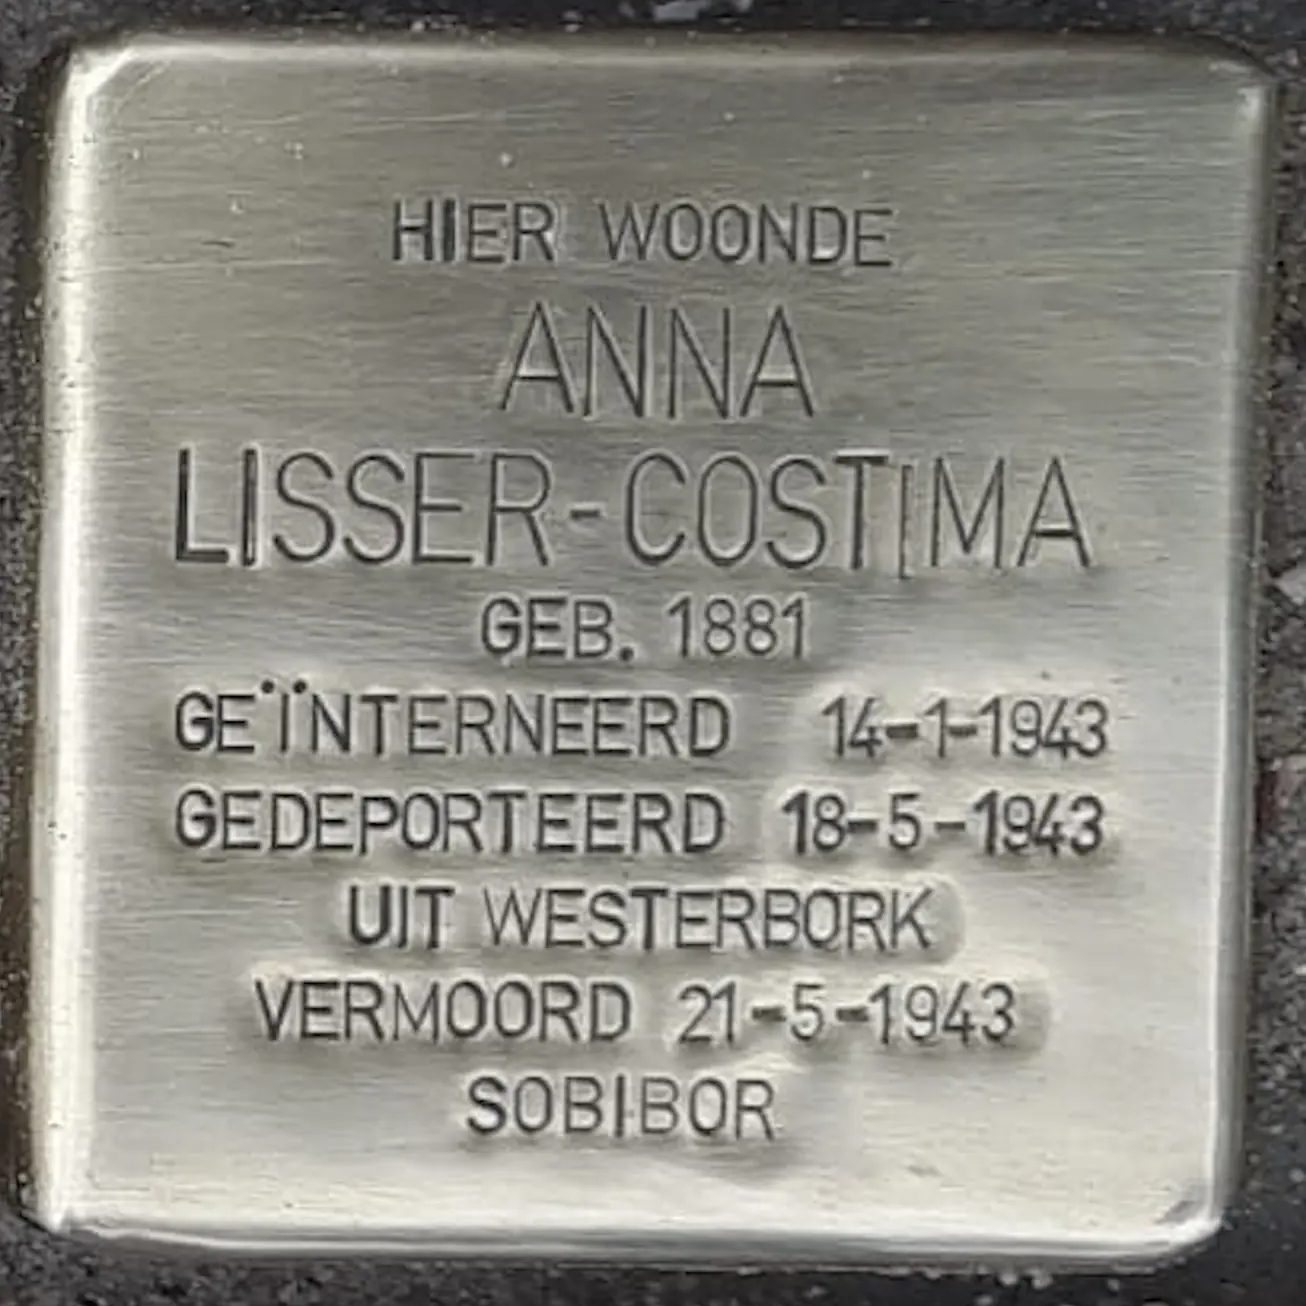 HIER WOONDE
ANNA
LISSER-COSTIMA
GEB. 1881
GEÏNTERNEERD 14-1-1943
GEDEPORTEERD 18-5-1943
UIT WESTERBORK
VERMOORD 21-5-1943
SOBIBOR